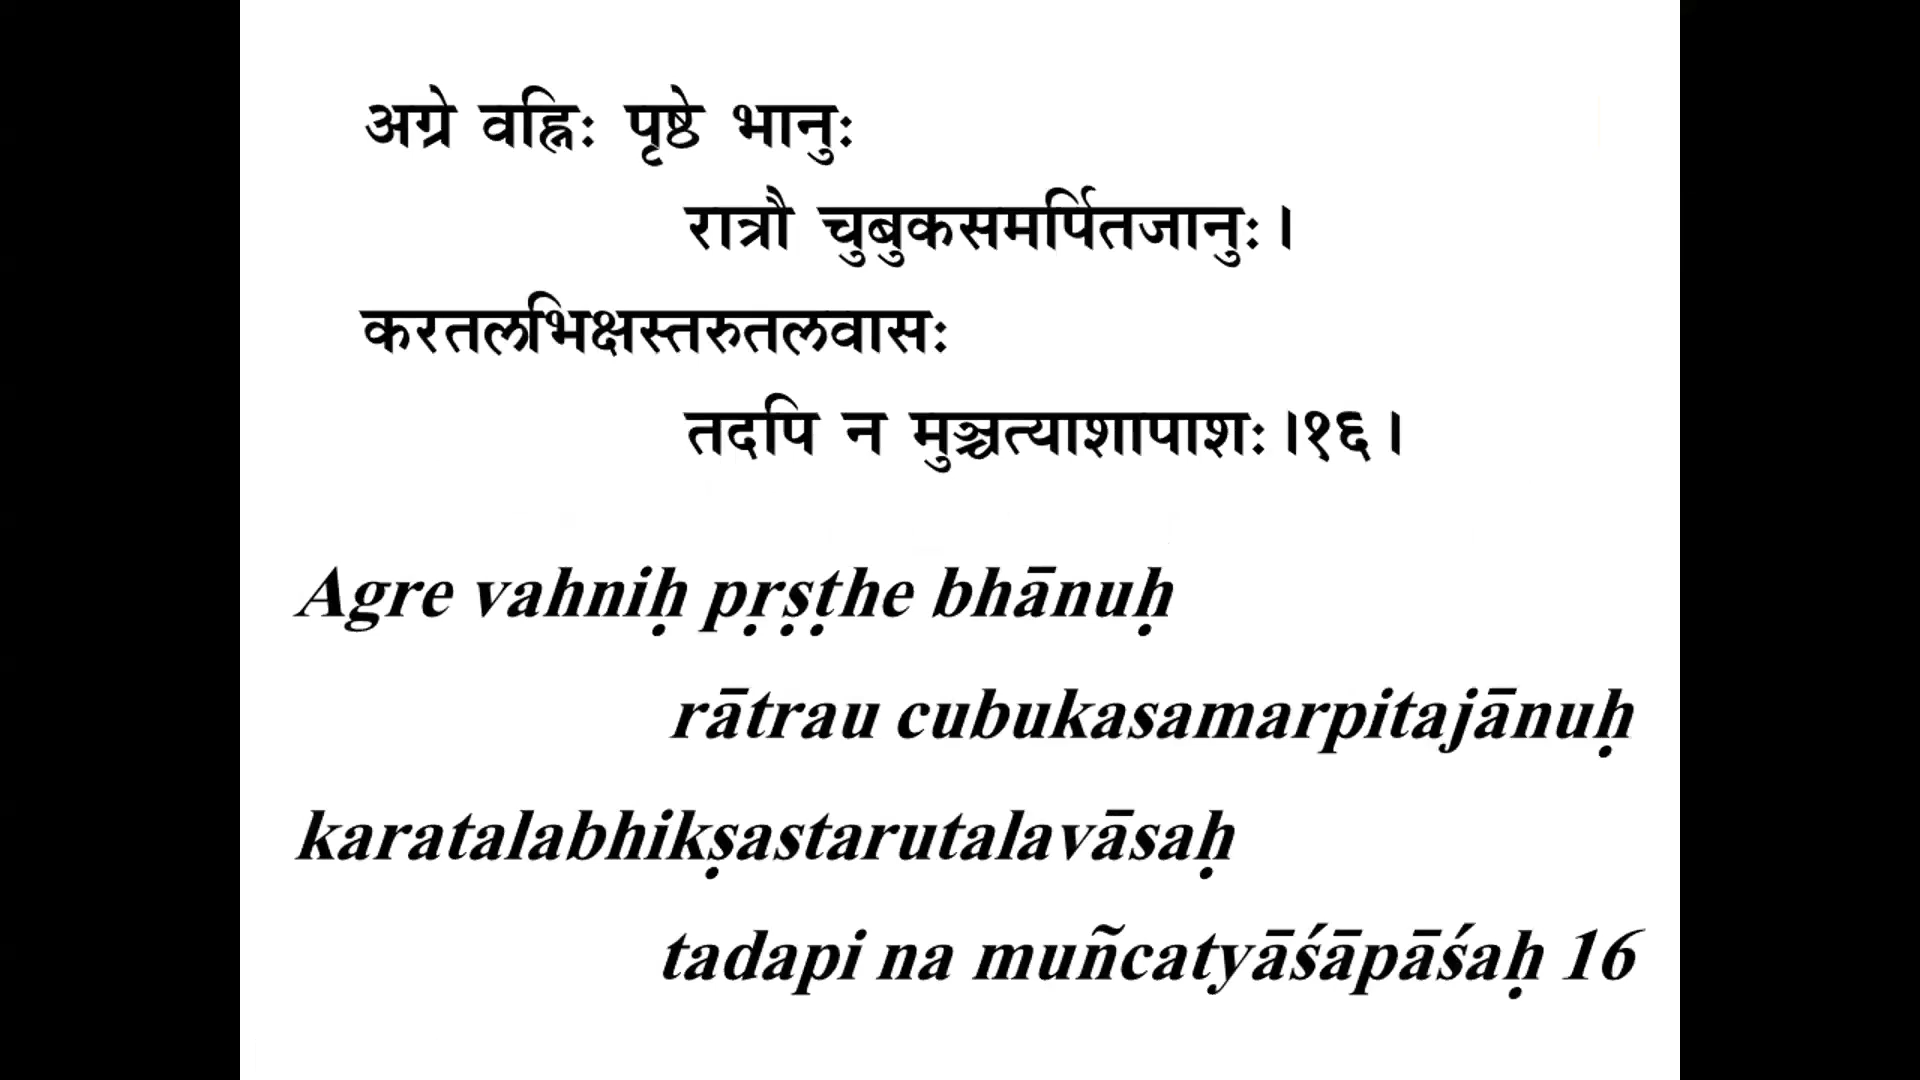 अग्रे वह्निः पृष्ठे भानुः
रात्रौ चुबुकसमर्पितजानुः।
करतलभिक्षस्तरुतलवासः
तदपि न मुञ्चत्याशापाशः।१६।
Agre vahniḥ pṛṣṭhe bhānuḥ
rātrau cubukasamarpitajānuḥ
karatalabhikṣastarutalavāsaḥ
tadapi na muñcatyāśāpāśaḥ 16